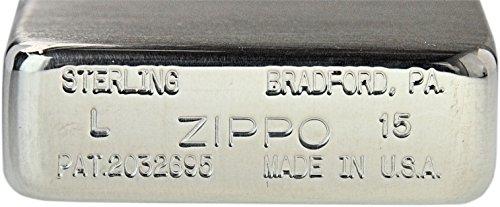 STERLING BRADFORD, PA.
L ZIPPO 15
PAT.2032695 MADE IN U.S.A.